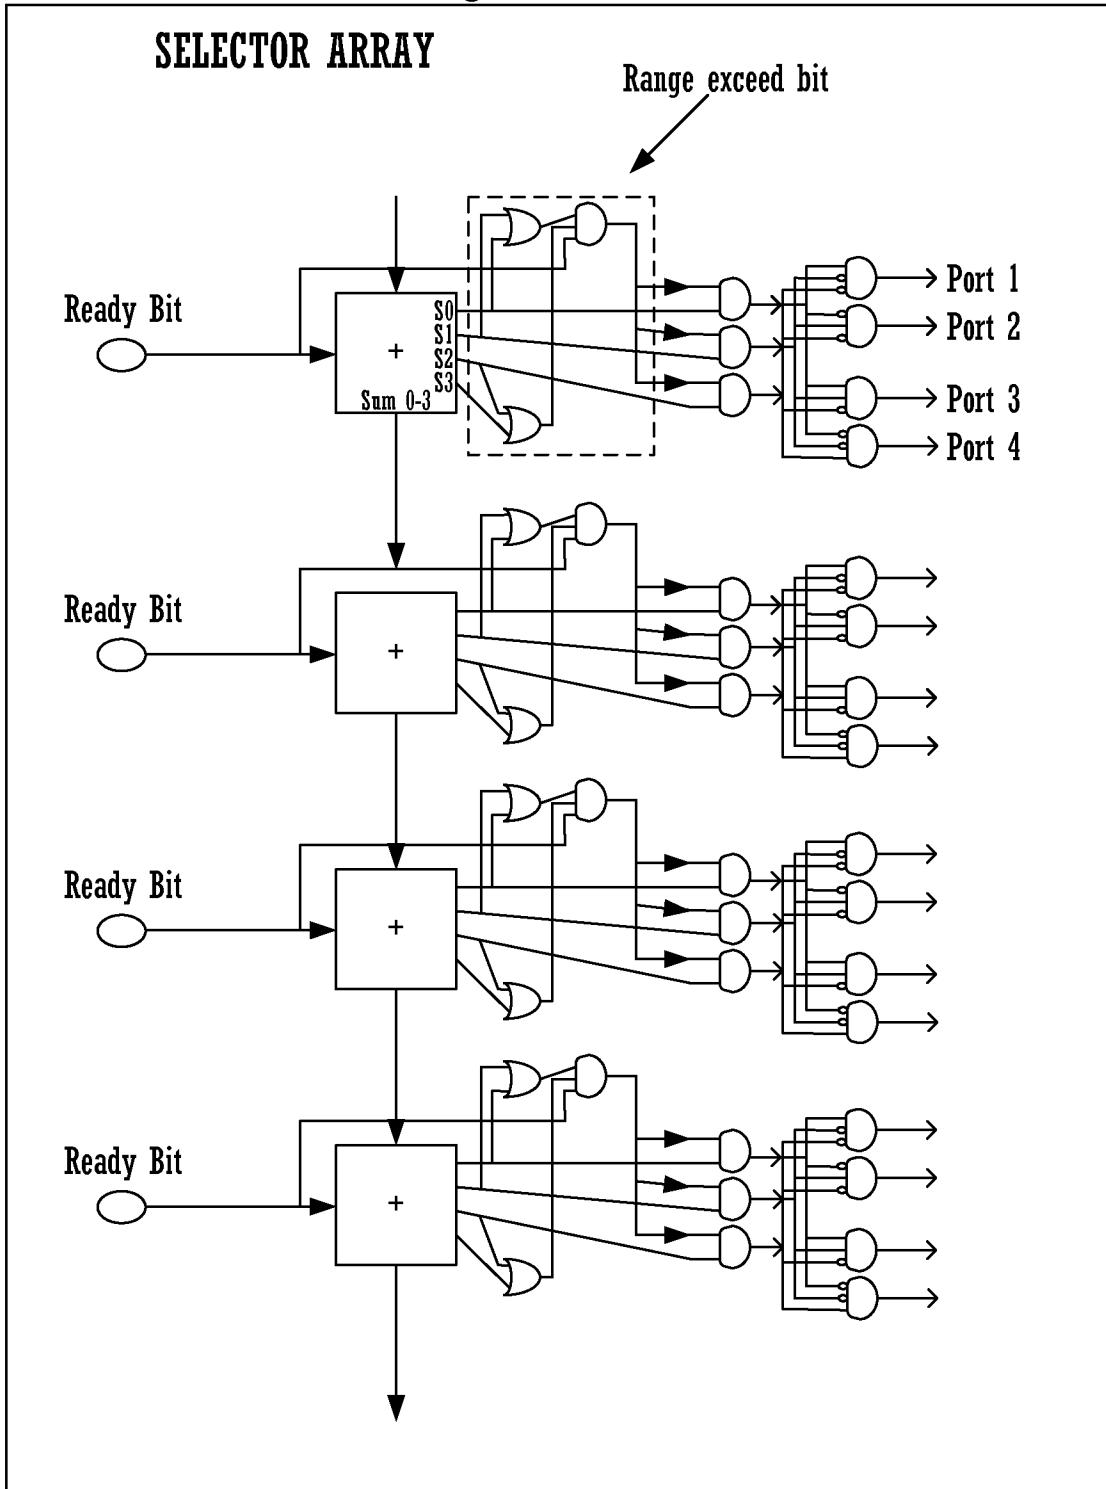 SELECTOR ARRAY
Range exceed bit
Ready Bit
S0
S1
S2
S3
+
Sum 0-3
Port 1
Port 2
Port 3
Port 4
Ready Bit
+
Ready Bit
+
Ready Bit
+